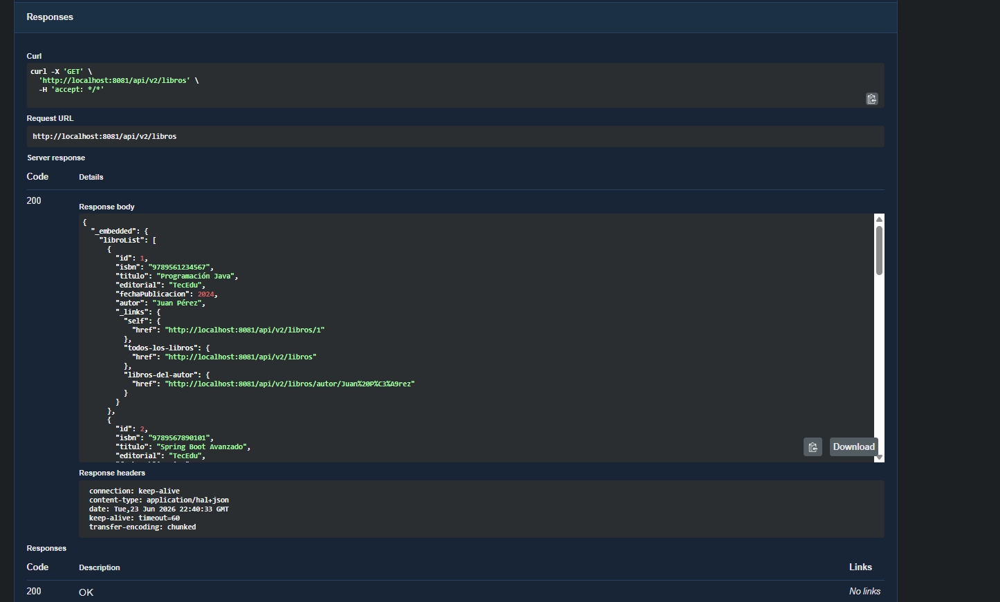 Responses
Curl
curl -X 'GET' \
  'http://localhost:8081/api/v2/libros' \
  -H 'accept: */*'
Request URL
http://localhost:8081/api/v2/libros
Server response
Code Details
200
Response body
{
  "_embedded": {
    "libroList": [
      {
        "id": 1,
        "isbn": "9789561234567",
        "titulo": "Programación Java",
        "editorial": "TecEdu",
        "fechaPublicacion": 2024,
        "autor": "Juan Pérez",
        "_links": {
          "self": {
            "href": "http://localhost:8081/api/v2/libros/1"
          },
          "todos-los-libros": {
            "href": "http://localhost:8081/api/v2/libros"
          },
          "libros-del-autor": {
            "href": "http://localhost:8081/api/v2/libros/autor/Juan%20P%C3%A9rez"
          }
        }
      },
      {
        "id": 2,
        "isbn": "9789567890101",
        "titulo": "Spring Boot Avanzado",
        "editorial": "TecEdu",
Download
Response headers
connection: keep-alive
content-type: application/hal+json
date: Tue,23 Jun 2026 22:40:33 GMT
keep-alive: timeout=60
transfer-encoding: chunked
Responses
Code Description Links
200 OK No links